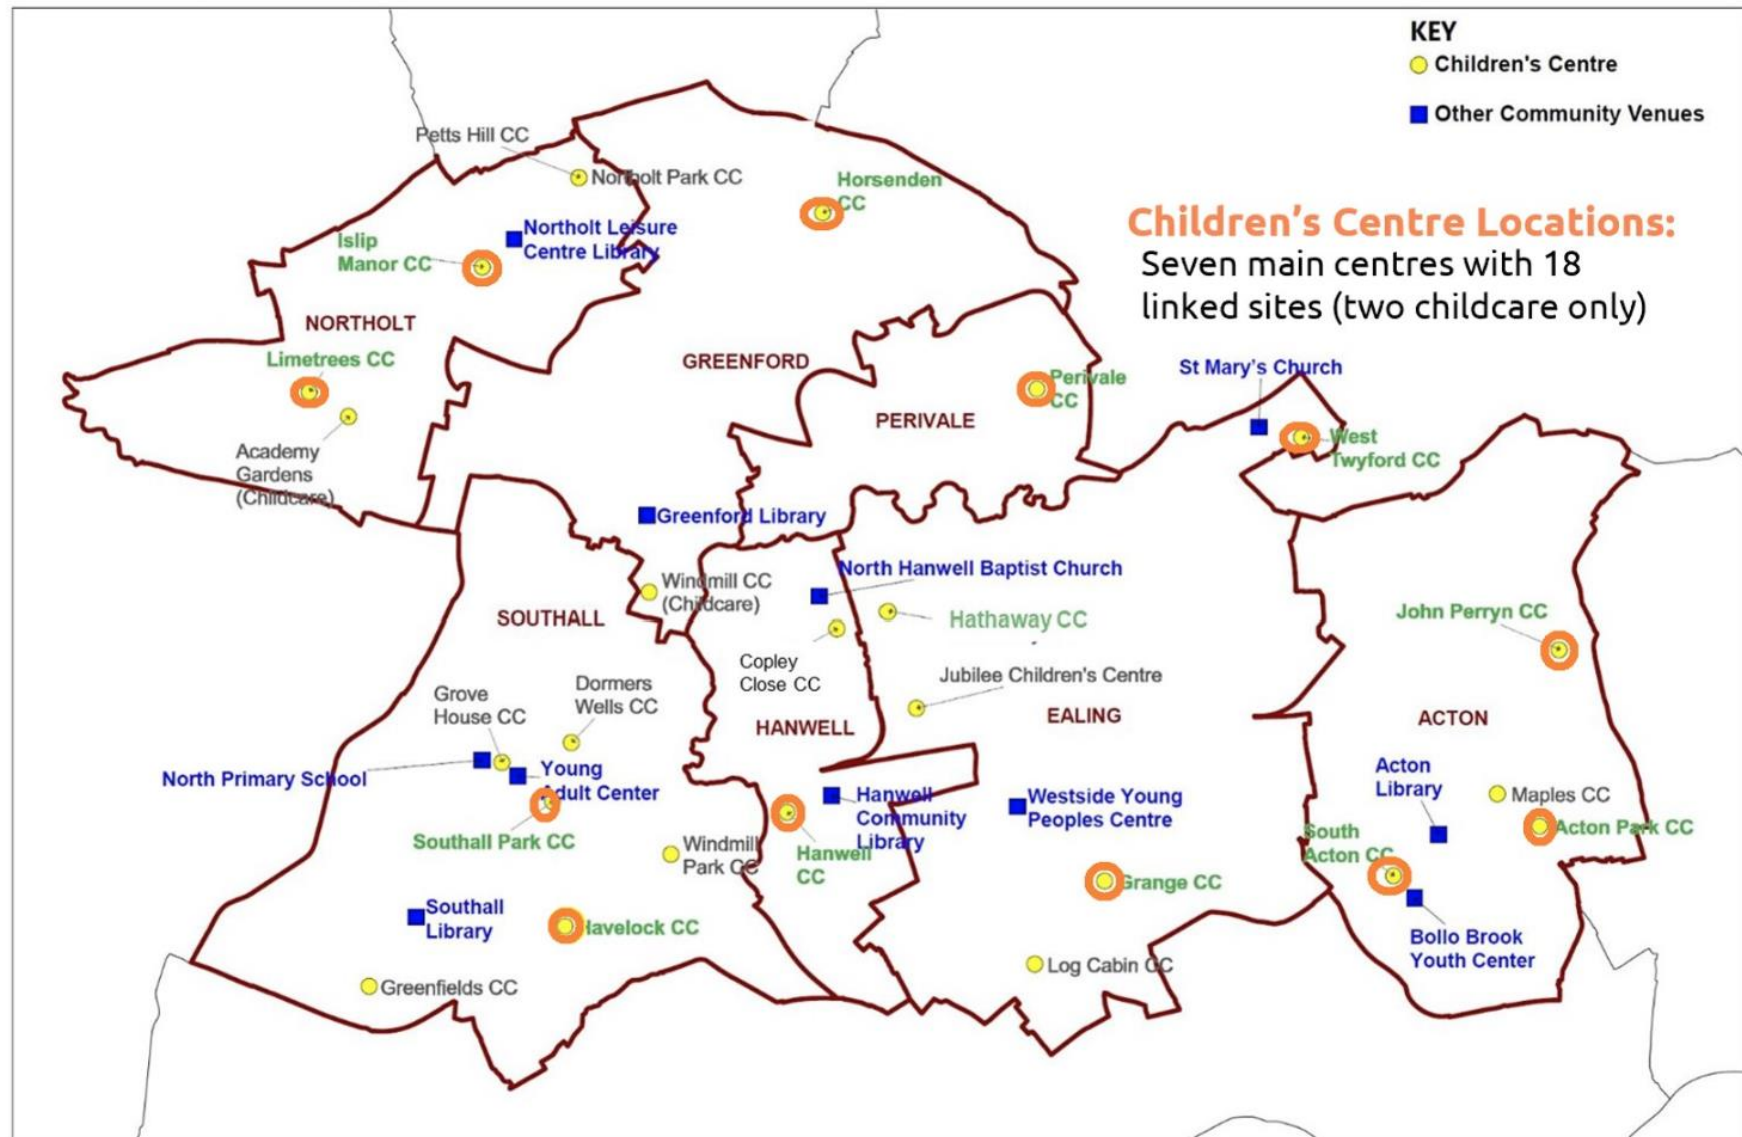 KEY
Children's Centre
Other Community Venues
Children's Centre Locations:
Seven main centres with 18
linked sites (two childcare only)
Petts Hill CC
Northolt Park CC
Horsenden
CC
Northolt Leisure
Centre Library
Islip
Manor CC
NORTHOLT
Limetrees CC
Academy
Gardens
(Childcare)
GREENFORD
PERIVALE
Perivale
CC
St Mary's Church
West
Twyford CC
Greenford Library
Windmill CC
(Childcare)
SOUTHALL
North Hanwell Baptist Church
Hathaway CC
Copley
Close CC
Jubilee Children's Centre
HANWELL
EALING
John Perryn CC
ACTON
Grove
House CC
Dormers
Wells CC
North Primary School
Young
Adult Center
Southall Park CC
Windmill
Park CC
Hanwell
Community
Library
Hanwell
CC
Westside Young
Peoples Centre
Acton
Library
Maples CC
South
Acton CC
Acton Park CC
Grange CC
Southall
Library
Havelock CC
Bollo Brook
Youth Center
Log Cabin CC
Greenfields CC